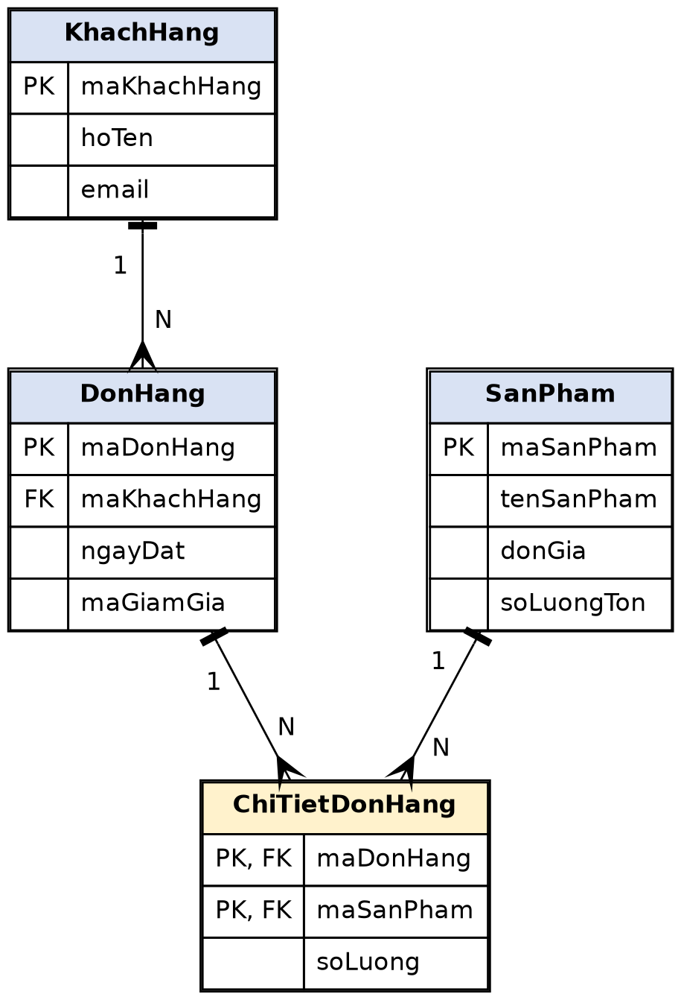 KhachHang
PK maKhachHang
hoTen
email
1
N
DonHang
PK maDonHang
FK maKhachHang
ngayDat
maGiamGia
SanPham
PK maSanPham
tenSanPham
donGia
soLuongTon
1
N
1
N
ChiTietDonHang
PK, FK maDonHang
PK, FK maSanPham
soLuong